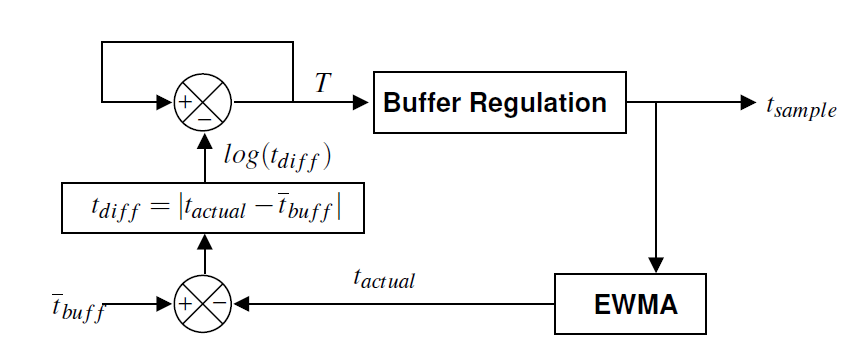 T
+
−
Buffer Regulation
t_sample
log(t_diff)
t_diff = |t_actual − t̅_buff|
t_actual
t̅_buff
+
−
EWMA